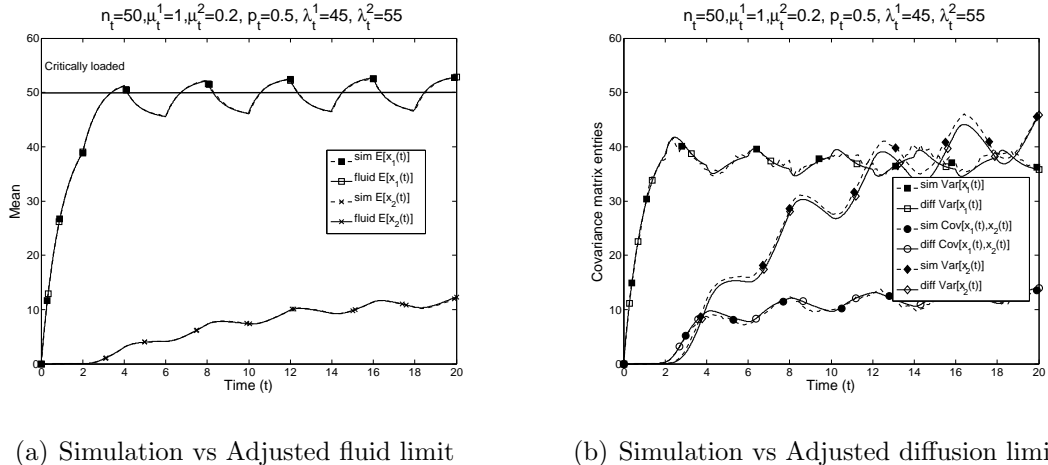 n_t=50,μ_t^1=1,μ_t^2=0.2, p_t=0.5, λ_t^1=45, λ_t^2=55
60
50
40
30
20
10
0
Mean
Critically loaded
sim E[x_1(t)]
fluid E[x_1(t)]
sim E[x_2(t)]
fluid E[x_2(t)]
0 2 4 6 8 10 12 14 16 18 20
Time (t)
(a) Simulation vs Adjusted fluid limit
n_t=50,μ_t^1=1,μ_t^2=0.2, p_t=0.5, λ_t^1=45, λ_t^2=55
60
50
40
30
20
10
0
Covariance matrix entries
sim Var[x_1(t)]
diff Var[x_1(t)]
sim Cov[x_1(t),x_2(t)]
diff Cov[x_1(t),x_2(t)]
sim Var[x_2(t)]
diff Var[x_2(t)]
0 2 4 6 8 10 12 14 16 18 20
Time (t)
(b) Simulation vs Adjusted diffusion limi